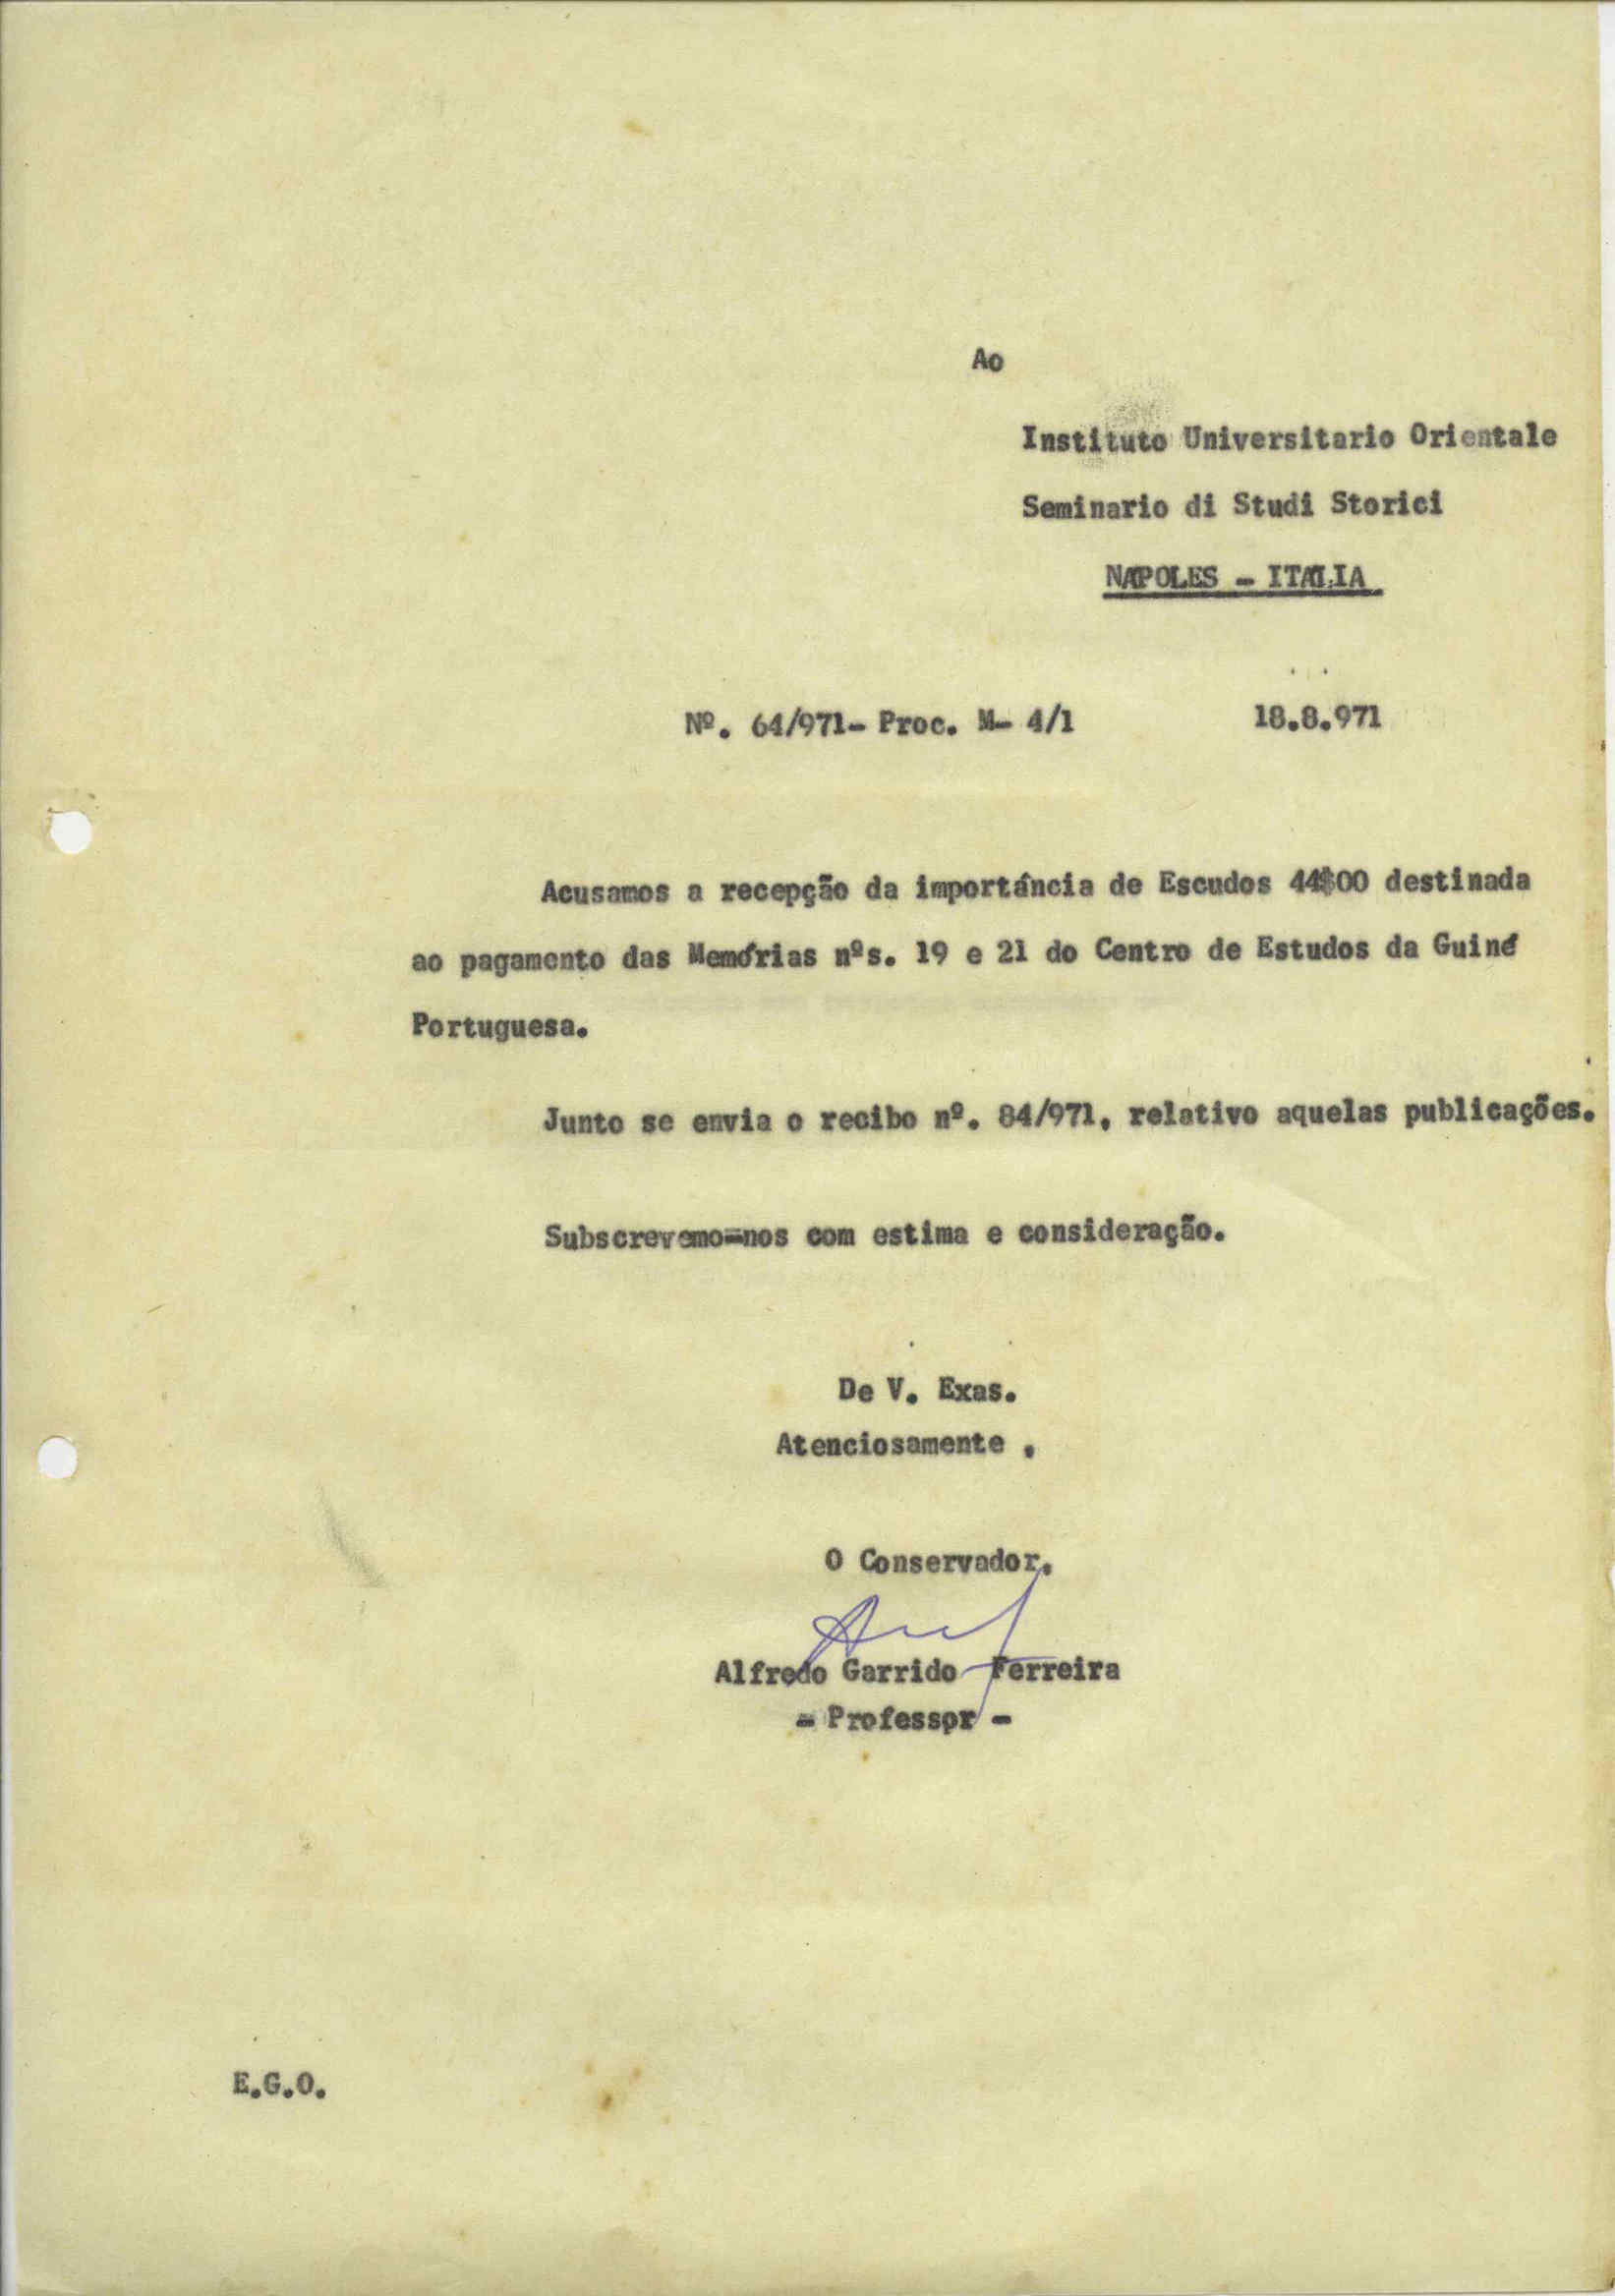 Ao
Instituto Universitario Orientale
Seminario di Studi Storici
NAPOLES - ITALIA
Nº. 64/971- Proc. M- 4/1 18.8.971
Acusamos a recepção da importância de Escudos 44$00 destinada
ao pagamento das Memórias nºs. 19 e 21 do Centro de Estudos da Guiné
Portuguesa.
Junto se envia o recibo nº. 84/971, relativo aquelas publicações.
Subscrevemo-nos com estima e consideração.
De V. Exas.
Atenciosamente ,
O Conservador,
Alfredo Garrido Ferreira
- Professor -
E.G.O.